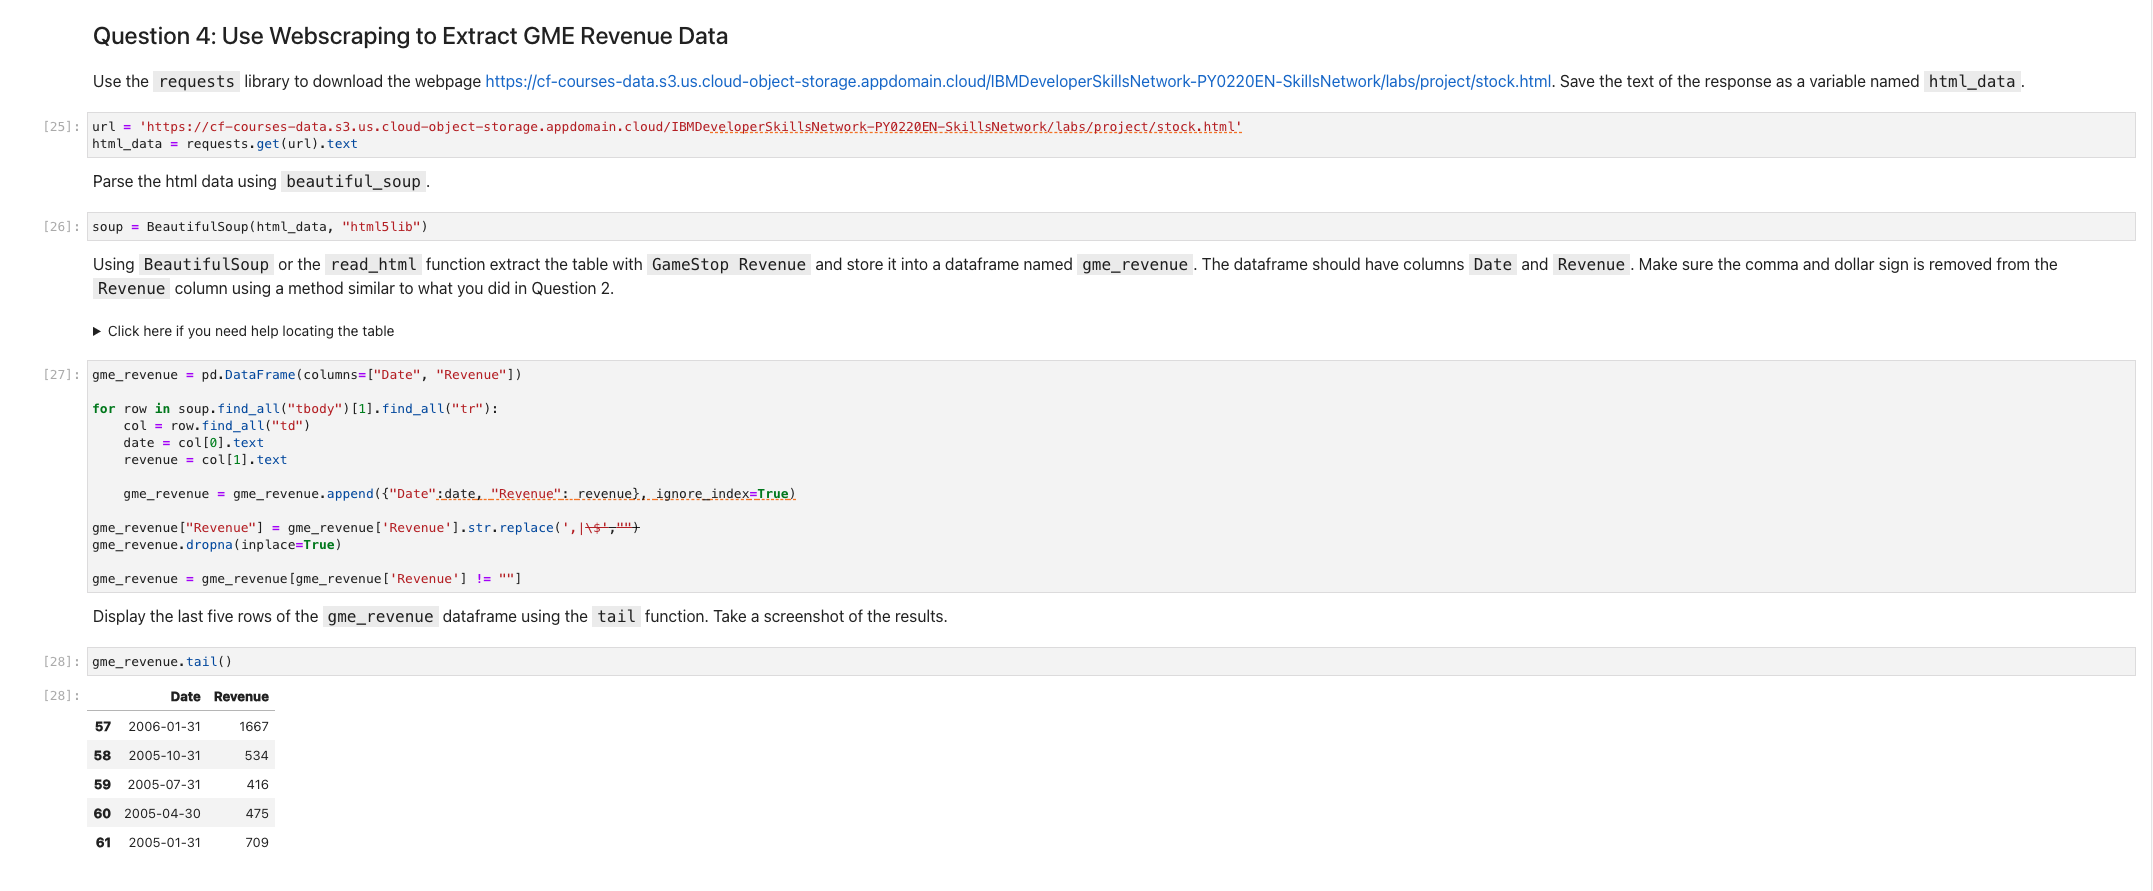 Question 4: Use Webscraping to Extract GME Revenue Data
Use the requests library to download the webpage https://cf-courses-data.s3.us.cloud-object-storage.appdomain.cloud/IBMDeveloperSkillsNetwork-PY0220EN-SkillsNetwork/labs/project/stock.html. Save the text of the response as a variable named html_data.
[25]: url = 'https://cf-courses-data.s3.us.cloud-object-storage.appdomain.cloud/IBMDeveloperSkillsNetwork-PY0220EN-SkillsNetwork/labs/project/stock.html'
html_data = requests.get(url).text
Parse the html data using beautiful_soup.
[26]: soup = BeautifulSoup(html_data, "html5lib")
Using BeautifulSoup or the read_html function extract the table with GameStop Revenue and store it into a dataframe named gme_revenue. The dataframe should have columns Date and Revenue. Make sure the comma and dollar sign is removed from the
Revenue column using a method similar to what you did in Question 2.
▶ Click here if you need help locating the table
[27]: gme_revenue = pd.DataFrame(columns=["Date", "Revenue"])
for row in soup.find_all("tbody")[1].find_all("tr"):
    col = row.find_all("td")
    date = col[0].text
    revenue = col[1].text
    gme_revenue = gme_revenue.append({"Date":date, "Revenue": revenue}, ignore_index=True)
gme_revenue["Revenue"] = gme_revenue['Revenue'].str.replace(',|\$',"")
gme_revenue.dropna(inplace=True)
gme_revenue = gme_revenue[gme_revenue['Revenue'] != ""]
Display the last five rows of the gme_revenue dataframe using the tail function. Take a screenshot of the results.
[28]: gme_revenue.tail()
[28]: Date Revenue
57 2006-01-31 1667
58 2005-10-31 534
59 2005-07-31 416
60 2005-04-30 475
61 2005-01-31 709